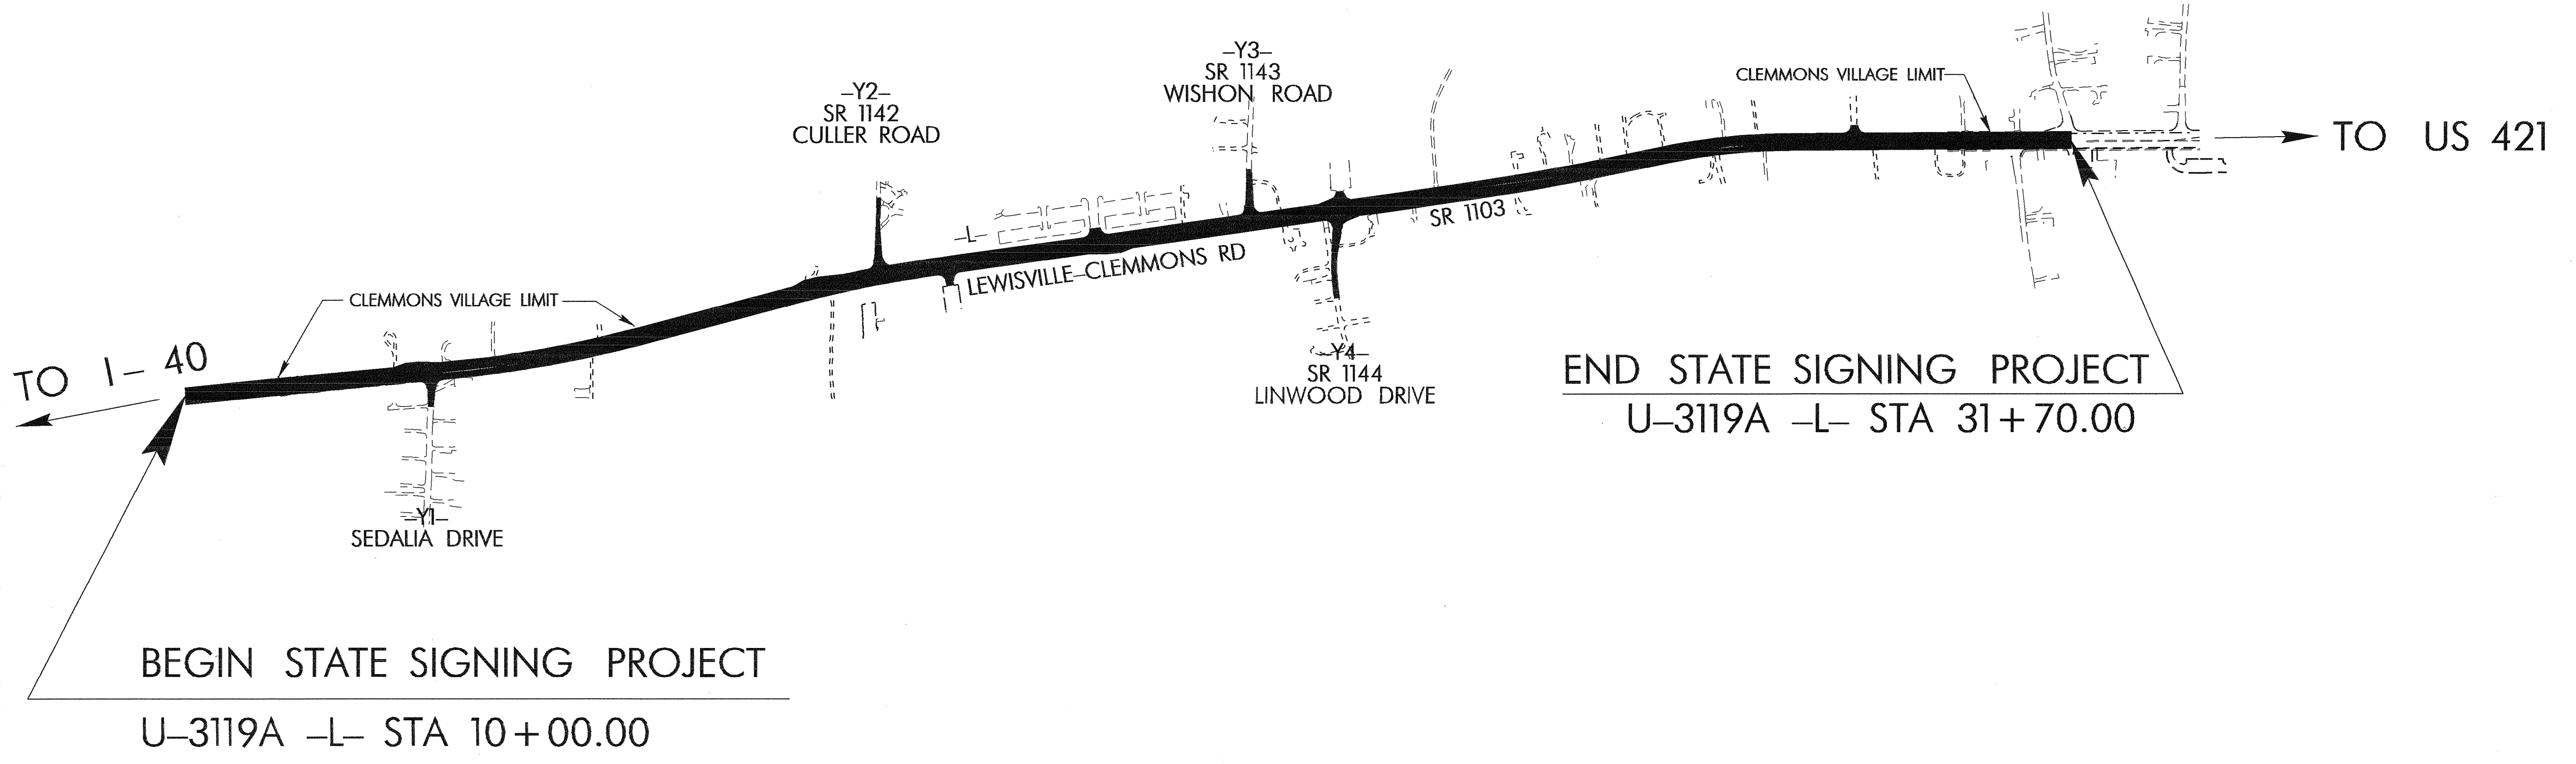 –Y3–
SR 1143
WISHON ROAD
CLEMMONS VILLAGE LIMIT
TO US 421
–Y2–
SR 1142
CULLER ROAD
–L–
SR 1103
LEWISVILLE–CLEMMONS RD
CLEMMONS VILLAGE LIMIT
TO I– 40
–Y4–
SR 1144
LINWOOD DRIVE
END STATE SIGNING PROJECT
U–3119A –L– STA 31+70.00
–Y1–
SEDALIA DRIVE
BEGIN STATE SIGNING PROJECT
U–3119A –L– STA 10+00.00